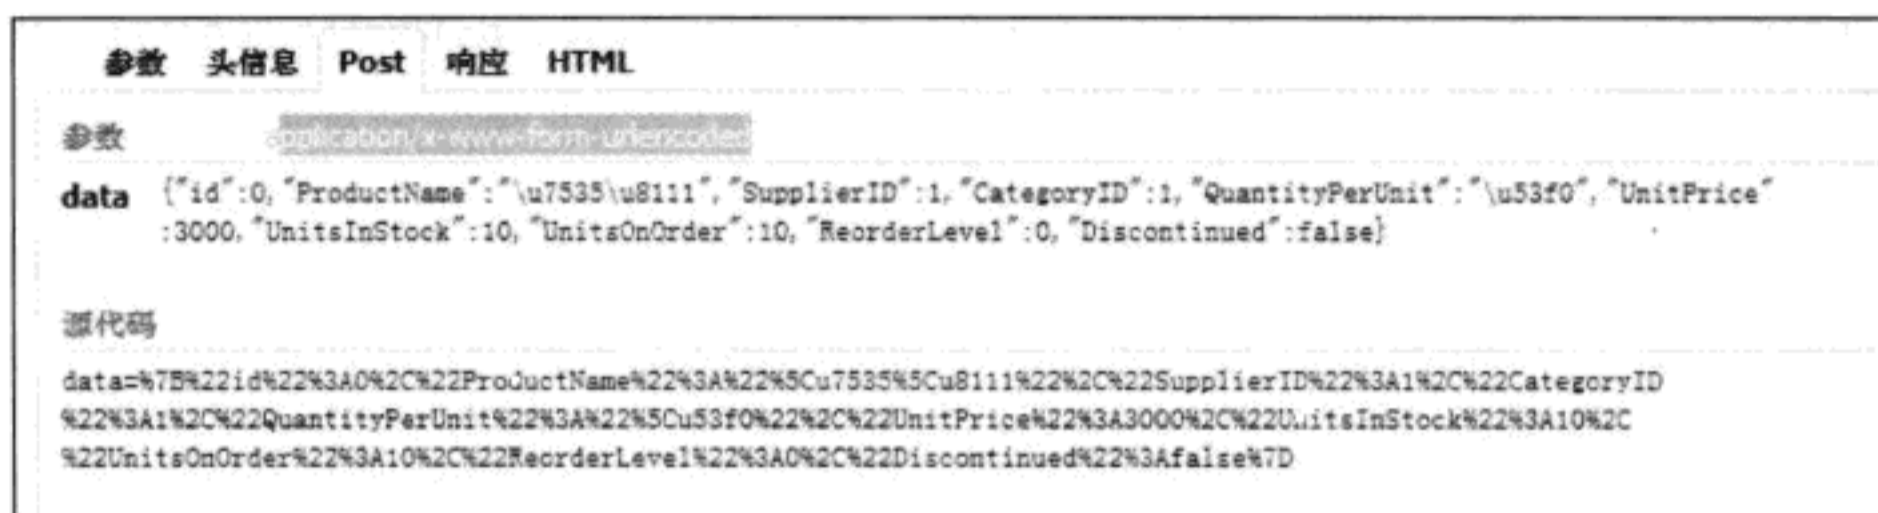 参数 头信息 Post 响应 HTML
参数 application/x-www-form-urlencoded
data {"id":0,"ProductName":"\u7535\u8111","SupplierID":1,"CategoryID":1,"QuantityPerUnit":"\u53f0","UnitPrice"
:3000,"UnitsInStock":10,"UnitsOnOrder":10,"ReorderLevel":0,"Discontinued":false}
源代码
data=%7B%22id%22%3A0%2C%22ProductName%22%3A%22%5Cu7535%5Cu8111%22%2C%22SupplierID%22%3A1%2C%22CategoryID
%22%3A1%2C%22QuantityPerUnit%22%3A%22%5Cu53f0%22%2C%22UnitPrice%22%3A3000%2C%22UnitsInStock%22%3A10%2C
%22UnitsOnOrder%22%3A10%2C%22ReorderLevel%22%3A0%2C%22Discontinued%22%3Afalse%7D